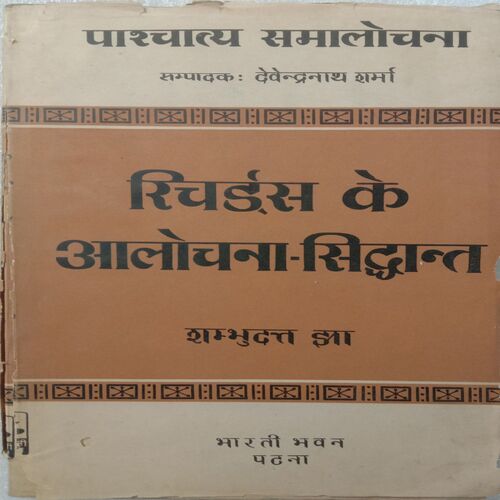 पाश्चात्य समालोचना
सम्पादक: देवेन्द्रनाथ शर्मा
रिचर्ड्स के
आलोचना-सिद्धान्त
शम्भुदत्त झा
भारती भवन
पटना